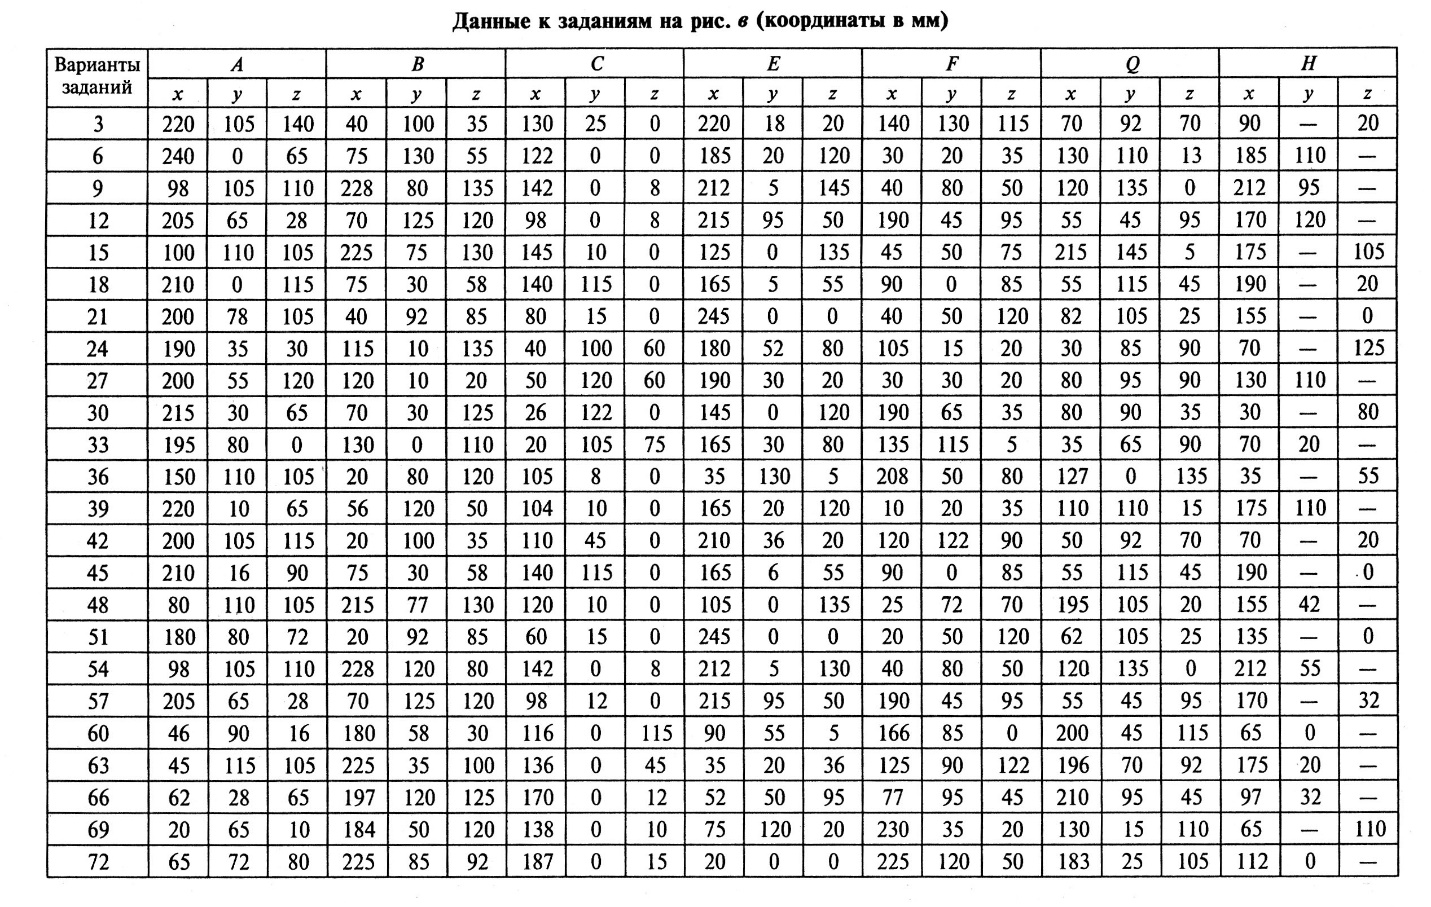 Данные к заданиям на рис. в (координаты в мм)
Варианты заданий A B C E F Q H
x y z x y z x y z x y z x y z x y z x y z
3 220 105 140 40 100 35 130 25 0 220 18 20 140 130 115 70 92 70 90 — 20
6 240 0 65 75 130 55 122 0 0 185 20 120 30 20 35 130 110 13 185 110 —
9 98 105 110 228 80 135 142 0 8 212 5 145 40 80 50 120 135 0 212 95 —
12 205 65 28 70 125 120 98 0 8 215 95 50 190 45 95 55 45 95 170 120 —
15 100 110 105 225 75 130 145 10 0 125 0 135 45 50 75 215 145 5 175 — 105
18 210 0 115 75 30 58 140 115 0 165 5 55 90 0 85 55 115 45 190 — 20
21 200 78 105 40 92 85 80 15 0 245 0 0 40 50 120 82 105 25 155 — 0
24 190 35 30 115 10 135 40 100 60 180 52 80 105 15 20 30 85 90 70 — 125
27 200 55 120 120 10 20 50 120 60 190 30 20 30 30 20 80 95 90 130 110 —
30 215 30 65 70 30 125 26 122 0 145 0 120 190 65 35 80 90 35 30 — 80
33 195 80 0 130 0 110 20 105 75 165 30 80 135 115 5 35 65 90 70 20 —
36 150 110 105 20 80 120 105 8 0 35 130 5 208 50 80 127 0 135 35 — 55
39 220 10 65 56 120 50 104 10 0 165 20 120 10 20 35 110 110 15 175 110 —
42 200 105 115 20 100 35 110 45 0 210 36 20 120 122 90 50 92 70 70 — 20
45 210 16 90 75 30 58 140 115 0 165 6 55 90 0 85 55 115 45 190 — 0
48 80 110 105 215 77 130 120 10 0 105 0 135 25 72 70 195 105 20 155 42 —
51 180 80 72 20 92 85 60 15 0 245 0 0 20 50 120 62 105 25 135 — 0
54 98 105 110 228 120 80 142 0 8 212 5 130 40 80 50 120 135 0 212 55 —
57 205 65 28 70 125 120 98 12 0 215 95 50 190 45 95 55 45 95 170 — 32
60 46 90 16 180 58 30 116 0 115 90 55 5 166 85 0 200 45 115 65 0 —
63 45 115 105 225 35 100 136 0 45 35 20 36 125 90 122 196 70 92 175 20 —
66 62 28 65 197 120 125 170 0 12 52 50 95 77 95 45 210 95 45 97 32 —
69 20 65 10 184 50 120 138 0 10 75 120 20 230 35 20 130 15 110 65 — 110
72 65 72 80 225 85 92 187 0 15 20 0 0 225 120 50 183 25 105 112 0 —